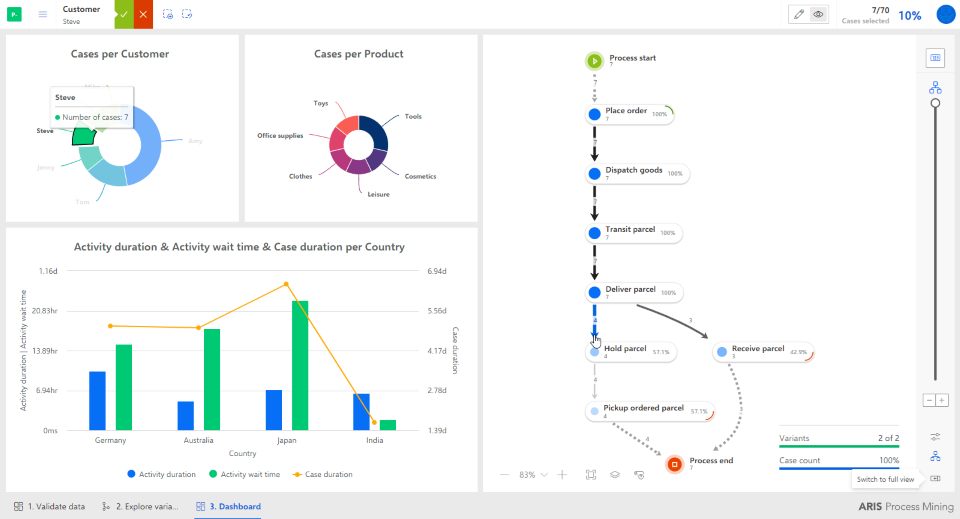 P.
Customer
Steve
7/70
Cases selected
10%
Cases per Customer
Steve
Number of cases: 7
Steve
Amy
Jenny
Tom
Cases per Product
Toys
Tools
Office supplies
Clothes
Cosmetics
Leisure
Activity duration & Activity wait time & Case duration per Country
1.16d
20.83hr
13.89hr
6.94hr
0ms
6.94d
5.56d
4.17d
2.78d
1.39d
Activity duration | Activity wait time
Case duration
Germany
Australia
Japan
India
Country
Activity duration
Activity wait time
Case duration
Process start
7
7
Place order
7
100%
7
Dispatch goods
7
100%
7
Transit parcel
7
100%
7
Deliver parcel
7
100%
4
3
Hold parcel
4
57.1%
Receive parcel
3
42.9%
4
3
Pickup ordered parcel
4
57.1%
4
Process end
7
83%
Variants
2 of 2
Case count
100%
Switch to full view
1. Validate data
2. Explore varia...
3. Dashboard
ARIS Process Mining